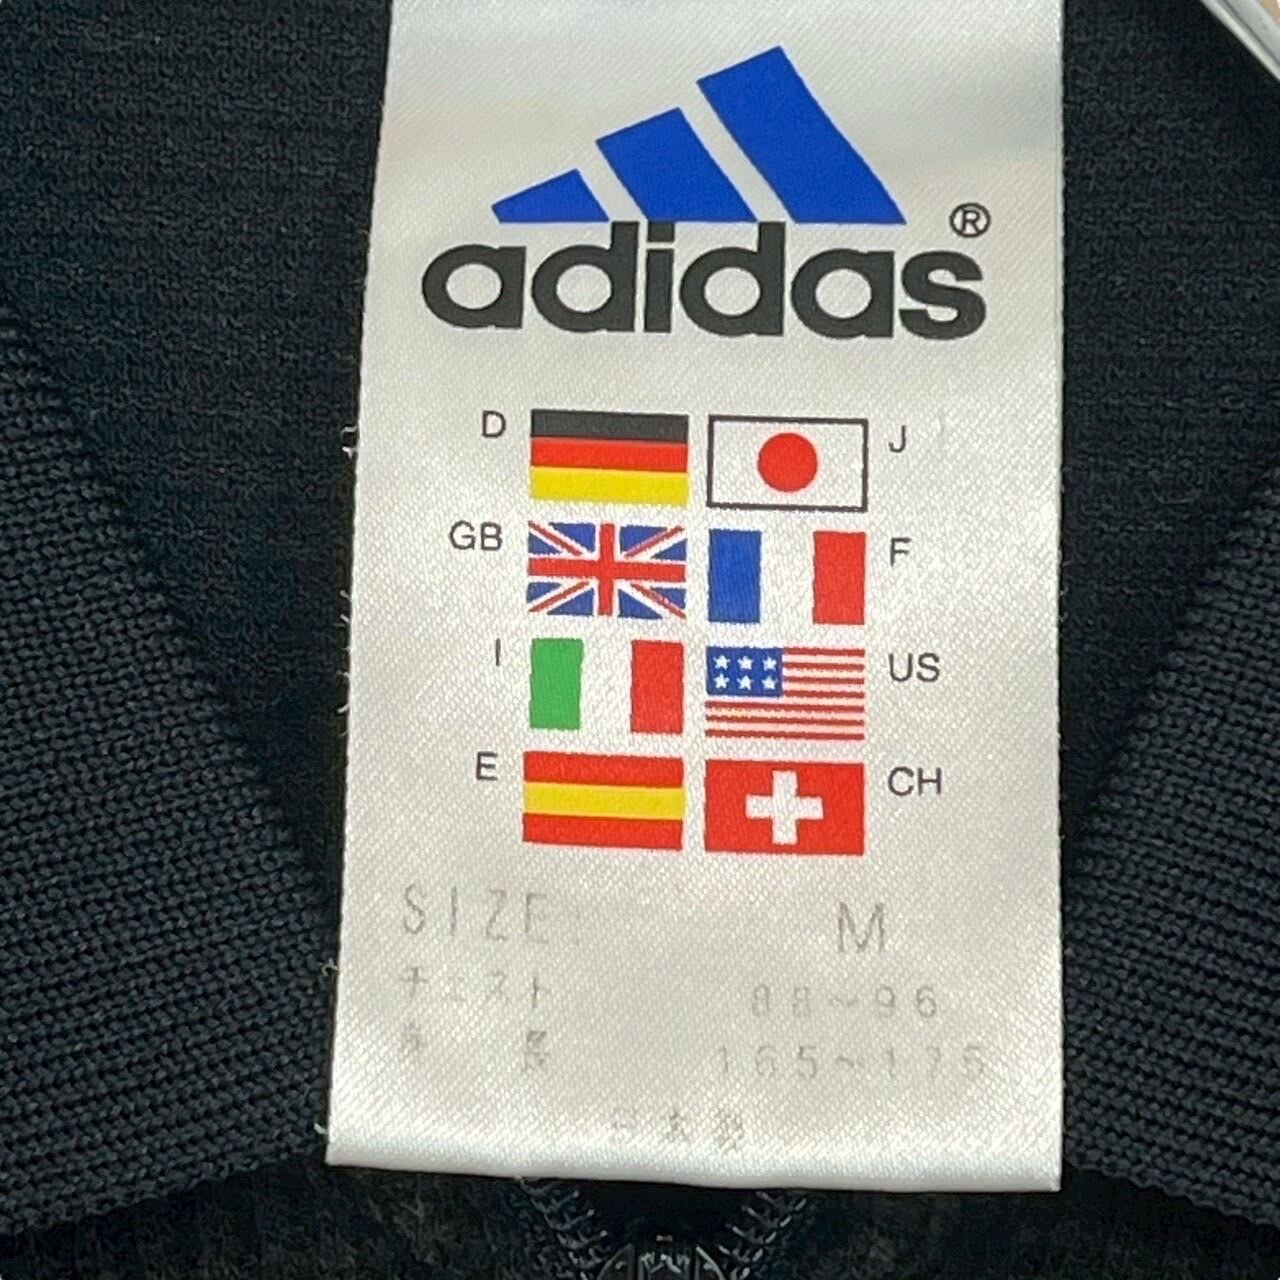 adidas®
D J
GB F
I US
E CH
SIZE. M
チェスト 88~96
身長 165~175
日本製